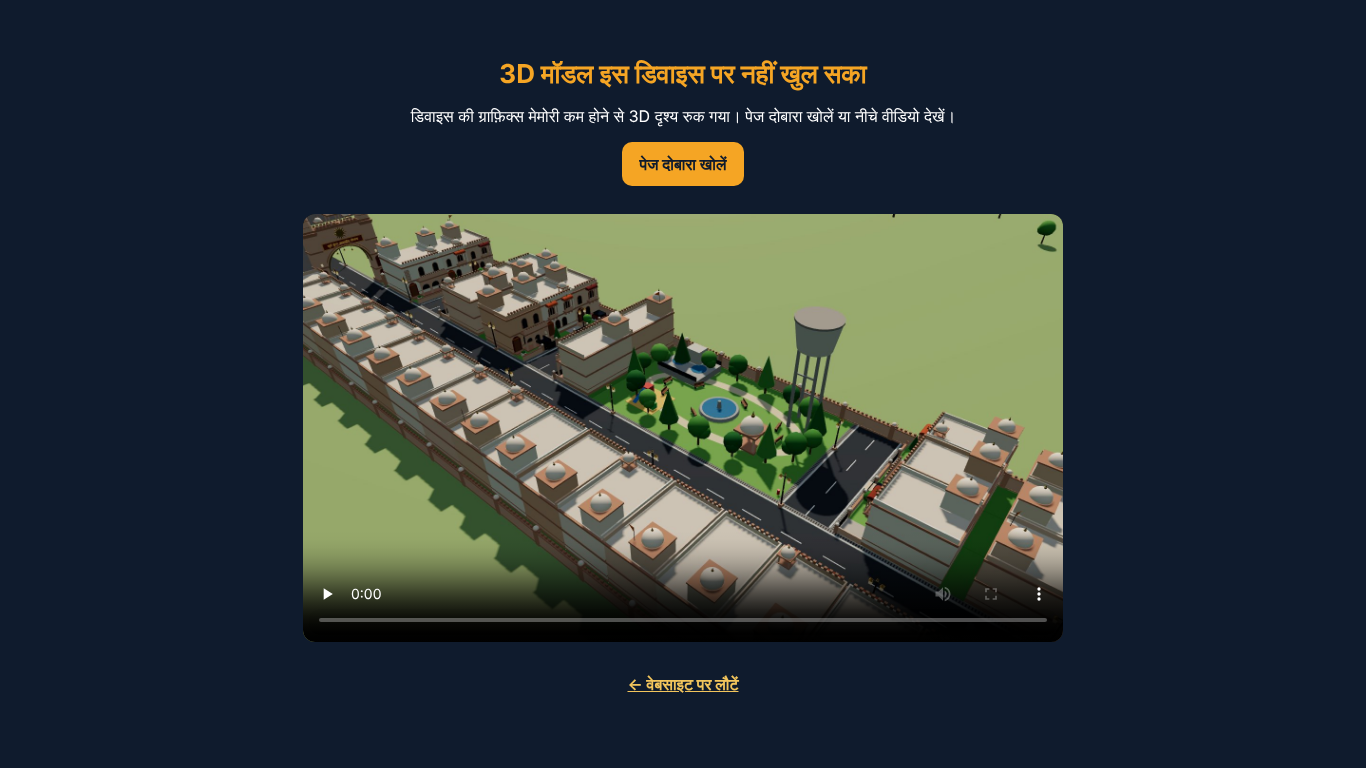 3D मॉडल इस डिवाइस पर नहीं खुल सका
डिवाइस की ग्राफ़िक्स मेमोरी कम होने से 3D दृश्य रुक गया। पेज दोबारा खोलें या नीचे वीडियो देखें।
पेज दोबारा खोलें
0:00
← वेबसाइट पर लौटें